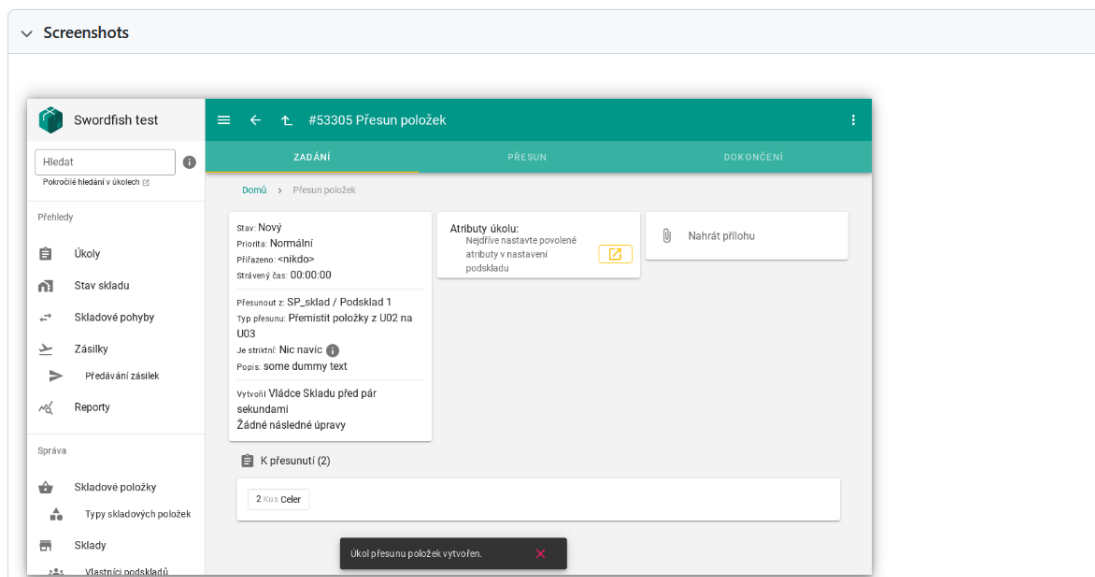 Screenshots
Swordfish test
#53305 Přesun položek
Hledat
Pokročilé hledání v úkolech
ZADÁNÍ
PŘESUN
DOKONČENÍ
Domů > Přesun položek
Přehledy
Úkoly
Stav skladu
Skladové pohyby
Zásilky
Předávání zásilek
Reporty
Správa
Skladové položky
Typy skladových položek
Sklady
Vlastníci podskladů
Stav: Nový
Priorita: Normální
Přiřazeno: <nikdo>
Strávený čas: 00:00:00
Přesunout z: SP_sklad / Podsklad 1
Typ přesunu: Přemístit položky z U02 na
U03
Je striktní: Nic navíc
Popis: some dummy text
Vytvořil Vládce Skladu před pár
sekundami
Žádné následné úpravy
Atributy úkolu:
Nejdříve nastavte povolené
atributy v nastavení
podskladu
Nahrát přílohu
K přesunutí (2)
2 Kus Celer
Úkol přesunu položek vytvořen.